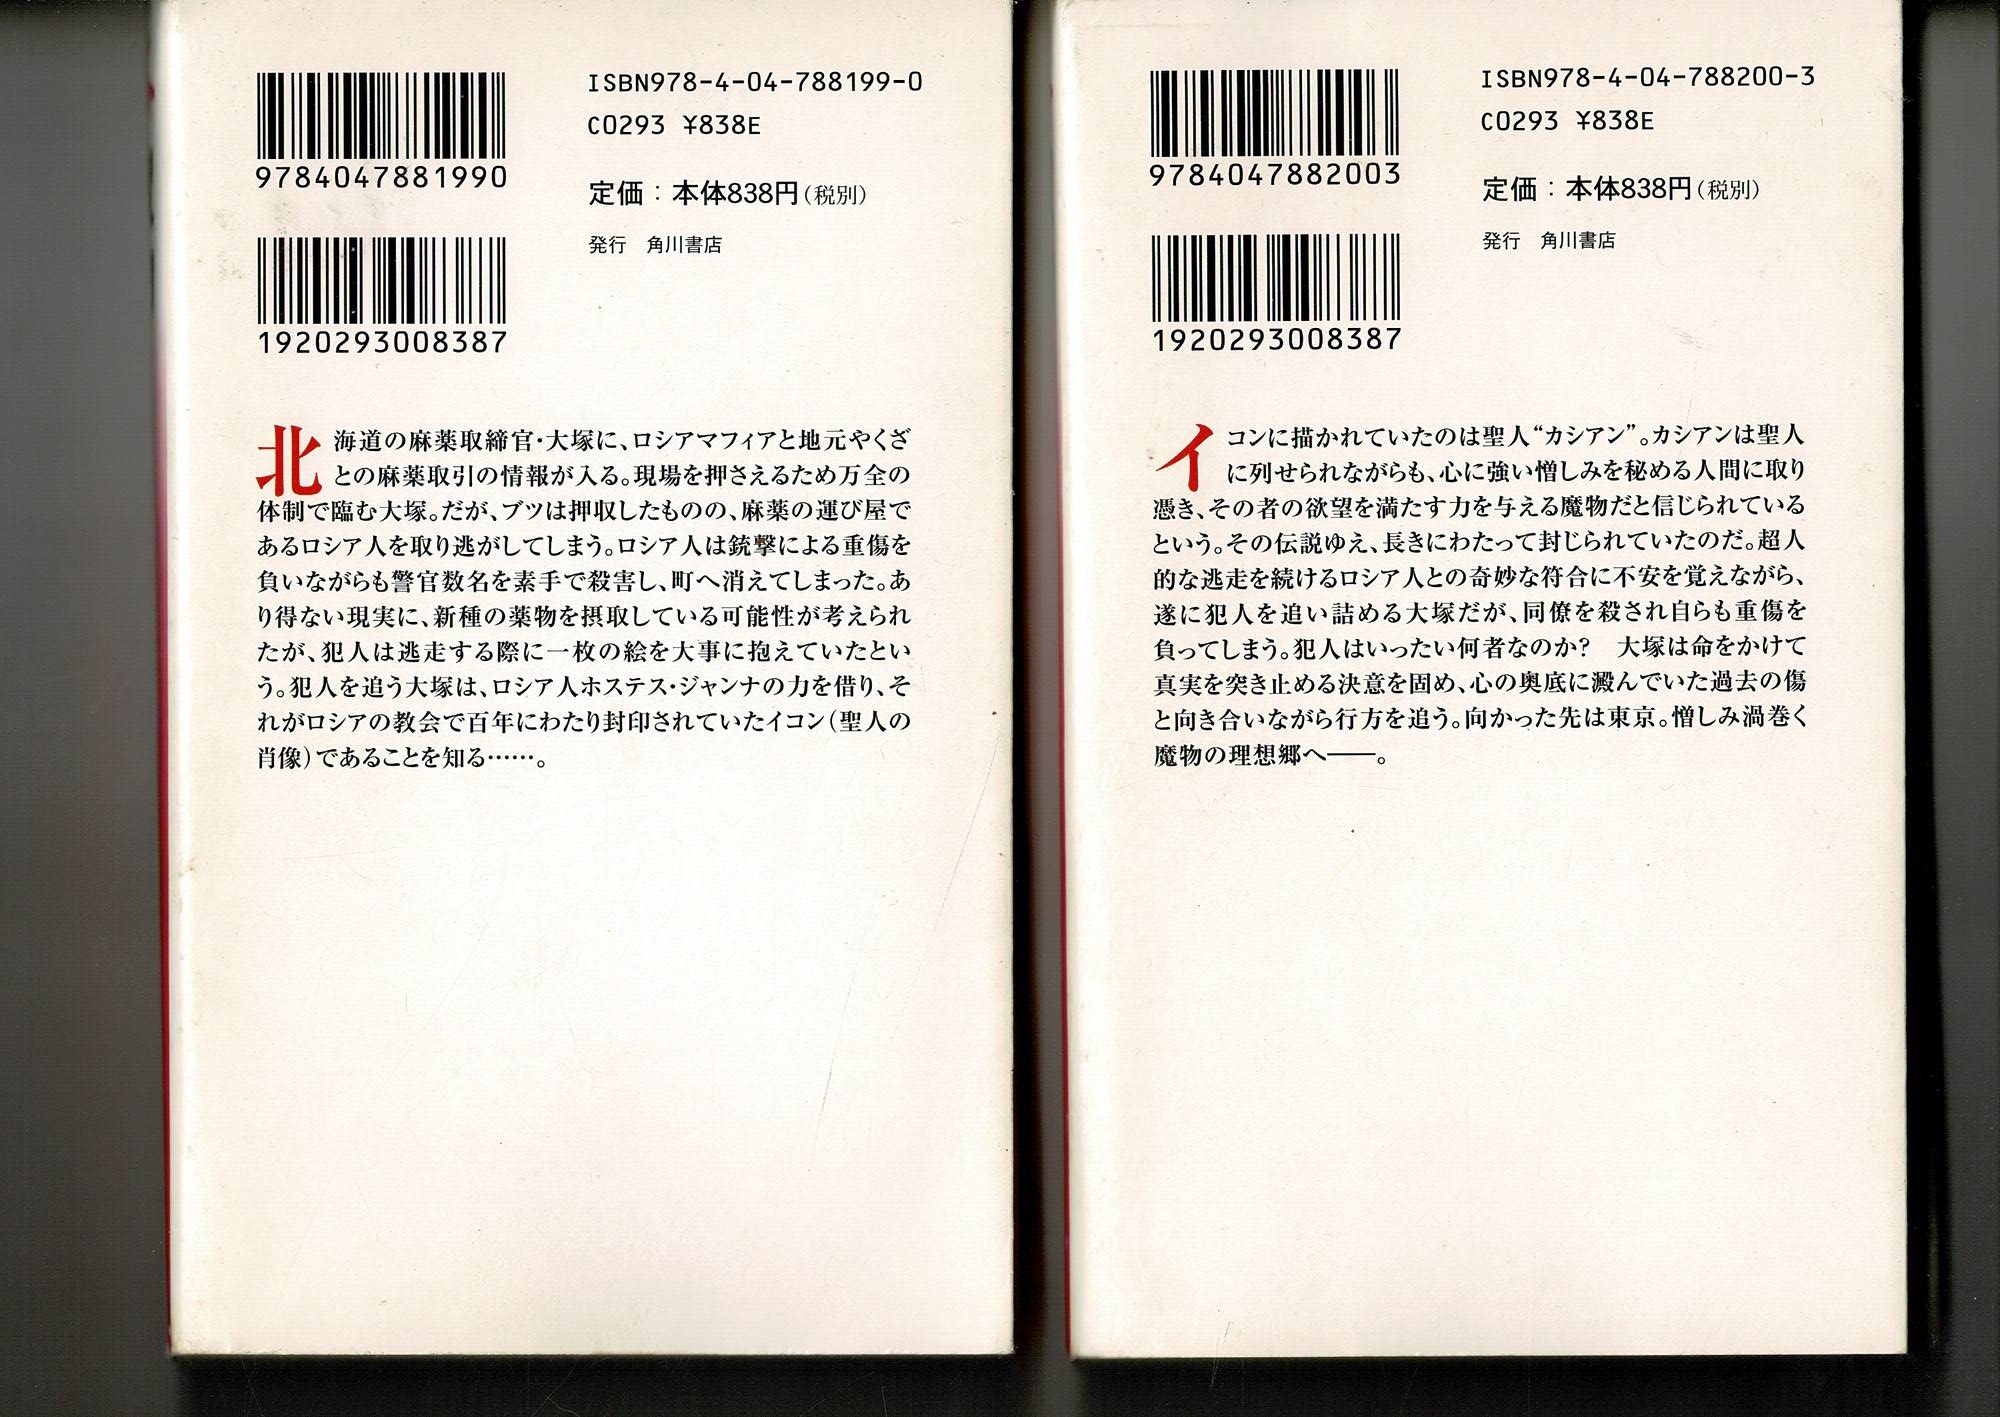 9784047881990
1920293008387
ISBN978-4-04-788199-0
C0293 ¥838E
定価：本体838円（税別）
発行　角川書店
北海道の麻薬取締官・大塚に、ロシアマフィアと地元やくざ
との麻薬取引の情報が入る。現場を押さえるため万全の
体制で臨む大塚。だが、ブツは押収したものの、麻薬の運び屋で
あるロシア人を取り逃がしてしまう。ロシア人は銃撃による重傷を
負いながらも警官数名を素手で殺害し、町へ消えてしまった。あ
り得ない現実に、新種の薬物を摂取している可能性が考えられ
たが、犯人は逃走する際に一枚の絵を大事に抱えていたとい
う。犯人を追う大塚は、ロシア人ホステス・ジャンナの力を借り、そ
れがロシアの教会で百年にわたり封印されていたイコン（聖人の
肖像）であることを知る……。
9784047882003
1920293008387
ISBN978-4-04-788200-3
C0293 ¥838E
定価：本体838円（税別）
発行　角川書店
イコンに描かれていたのは聖人“カシアン”。カシアンは聖人
に列せられながらも、心に強い憎しみを秘める人間に取り
憑き、その者の欲望を満たす力を与える魔物だと信じられている
という。その伝説ゆえ、長きにわたって封じられていたのだ。超人
的な逃走を続けるロシア人との奇妙な符合に不安を覚えながら、
遂に犯人を追い詰める大塚だが、同僚を殺され自らも重傷を
負ってしまう。犯人はいったい何者なのか？　大塚は命をかけて
真実を突き止める決意を固め、心の奥底に澱んでいた過去の傷
と向き合いながら行方を追う。向かった先は東京。憎しみ渦巻く
魔物の理想郷へ――。